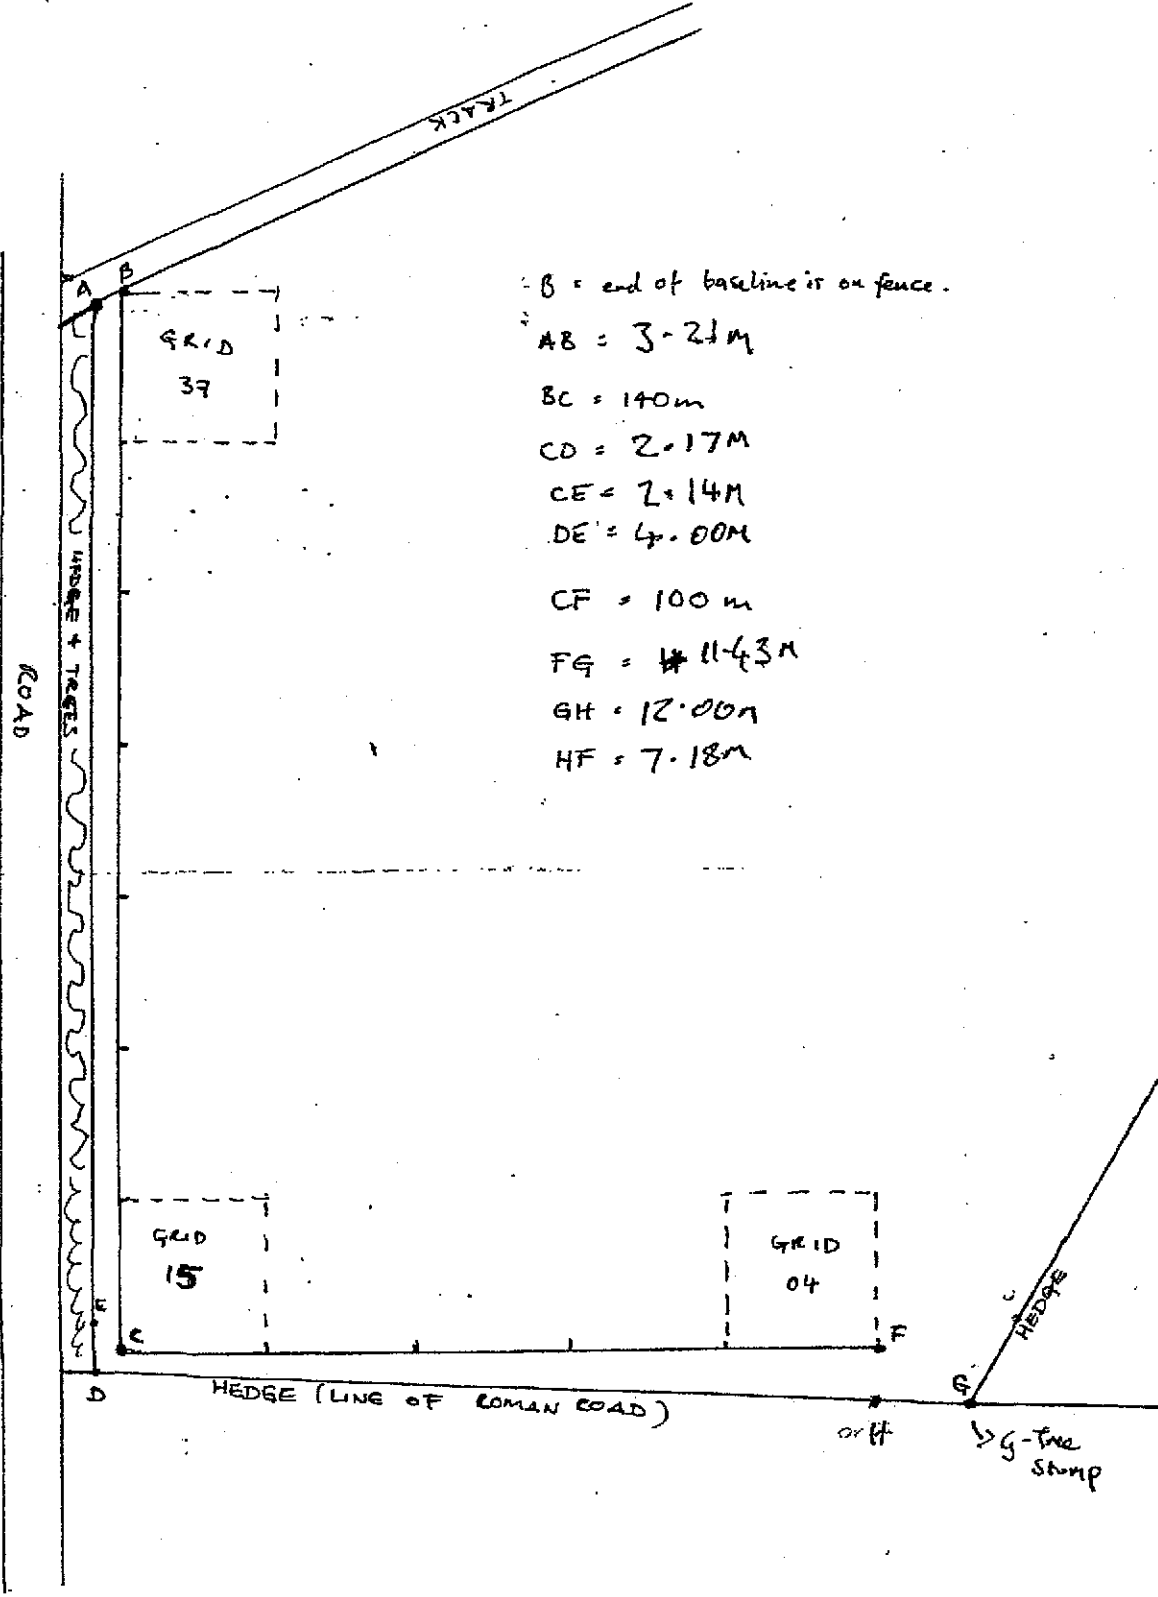 TRACK
A
B
GRID
37
B = end of baseline is on fence.
AB = 3.21M
BC = 140m
CD = 2.17M
CE = 2.14M
DE = 4.00M
CF = 100m
FG = 11.43M
GH = 12.00M
HF = 7.18M
HEDGE + TREES
ROAD
GRID
15
GRID
04
E
C
F
HEDGE
D
HEDGE (LINE OF ROMAN ROAD)
G
or H
G - Tree
Stump